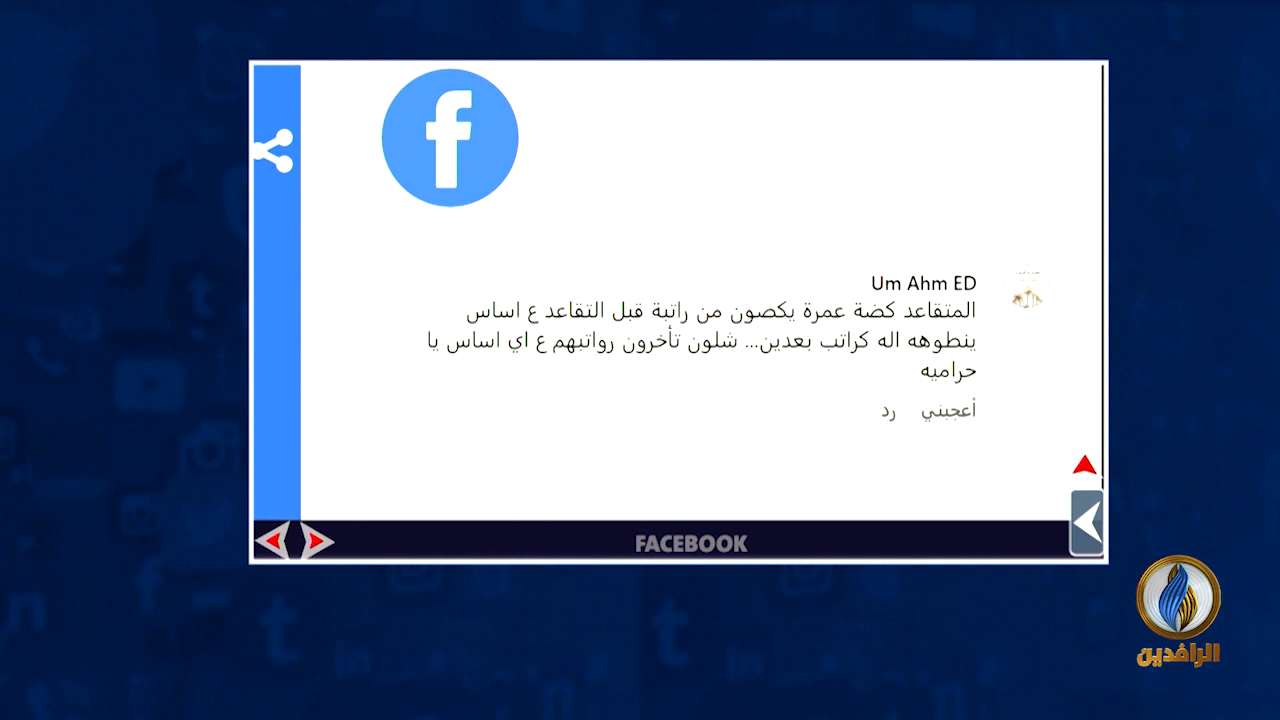 Um Ahm ED
المتقاعد كضة عمرة يكصون من راتبة قبل التقاعد ع اساس
ينطوهه اله كراتب بعدين... شلون تأخرون رواتبهم ع اي اساس يا
حراميه
أعجبني رد
FACEBOOK
الرافدين